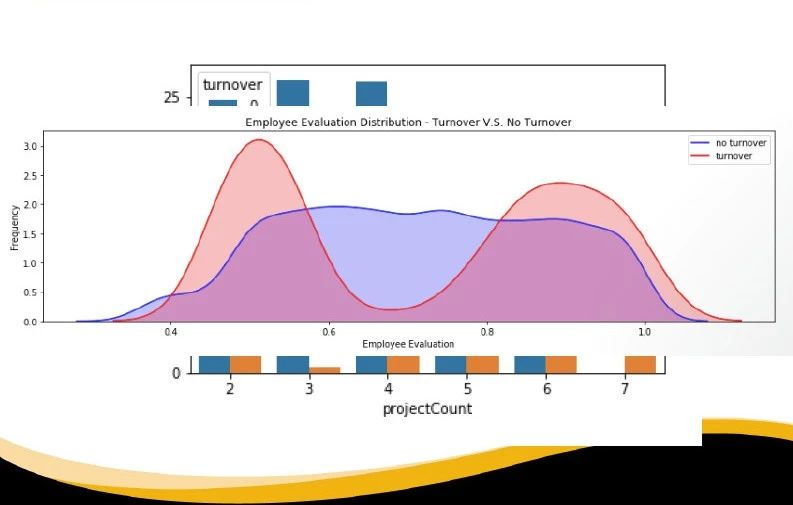 turnover
25
0
Employee Evaluation Distribution - Turnover V.S. No Turnover
3.0
2.5
2.0
1.5
1.0
0.5
0.0
Frequency
no turnover
turnover
0.4 0.6 0.8 1.0
Employee Evaluation
0
2 3 4 5 6 7
projectCount